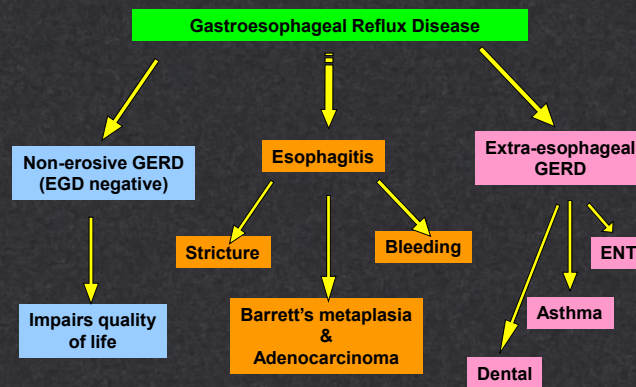 Gastroesophageal Reflux Disease
Non-erosive GERD
(EGD negative)
Esophagitis
Extra-esophageal
GERD
Stricture
Bleeding
ENT
Impairs quality
of life
Barrett's metaplasia
&
Adenocarcinoma
Asthma
Dental